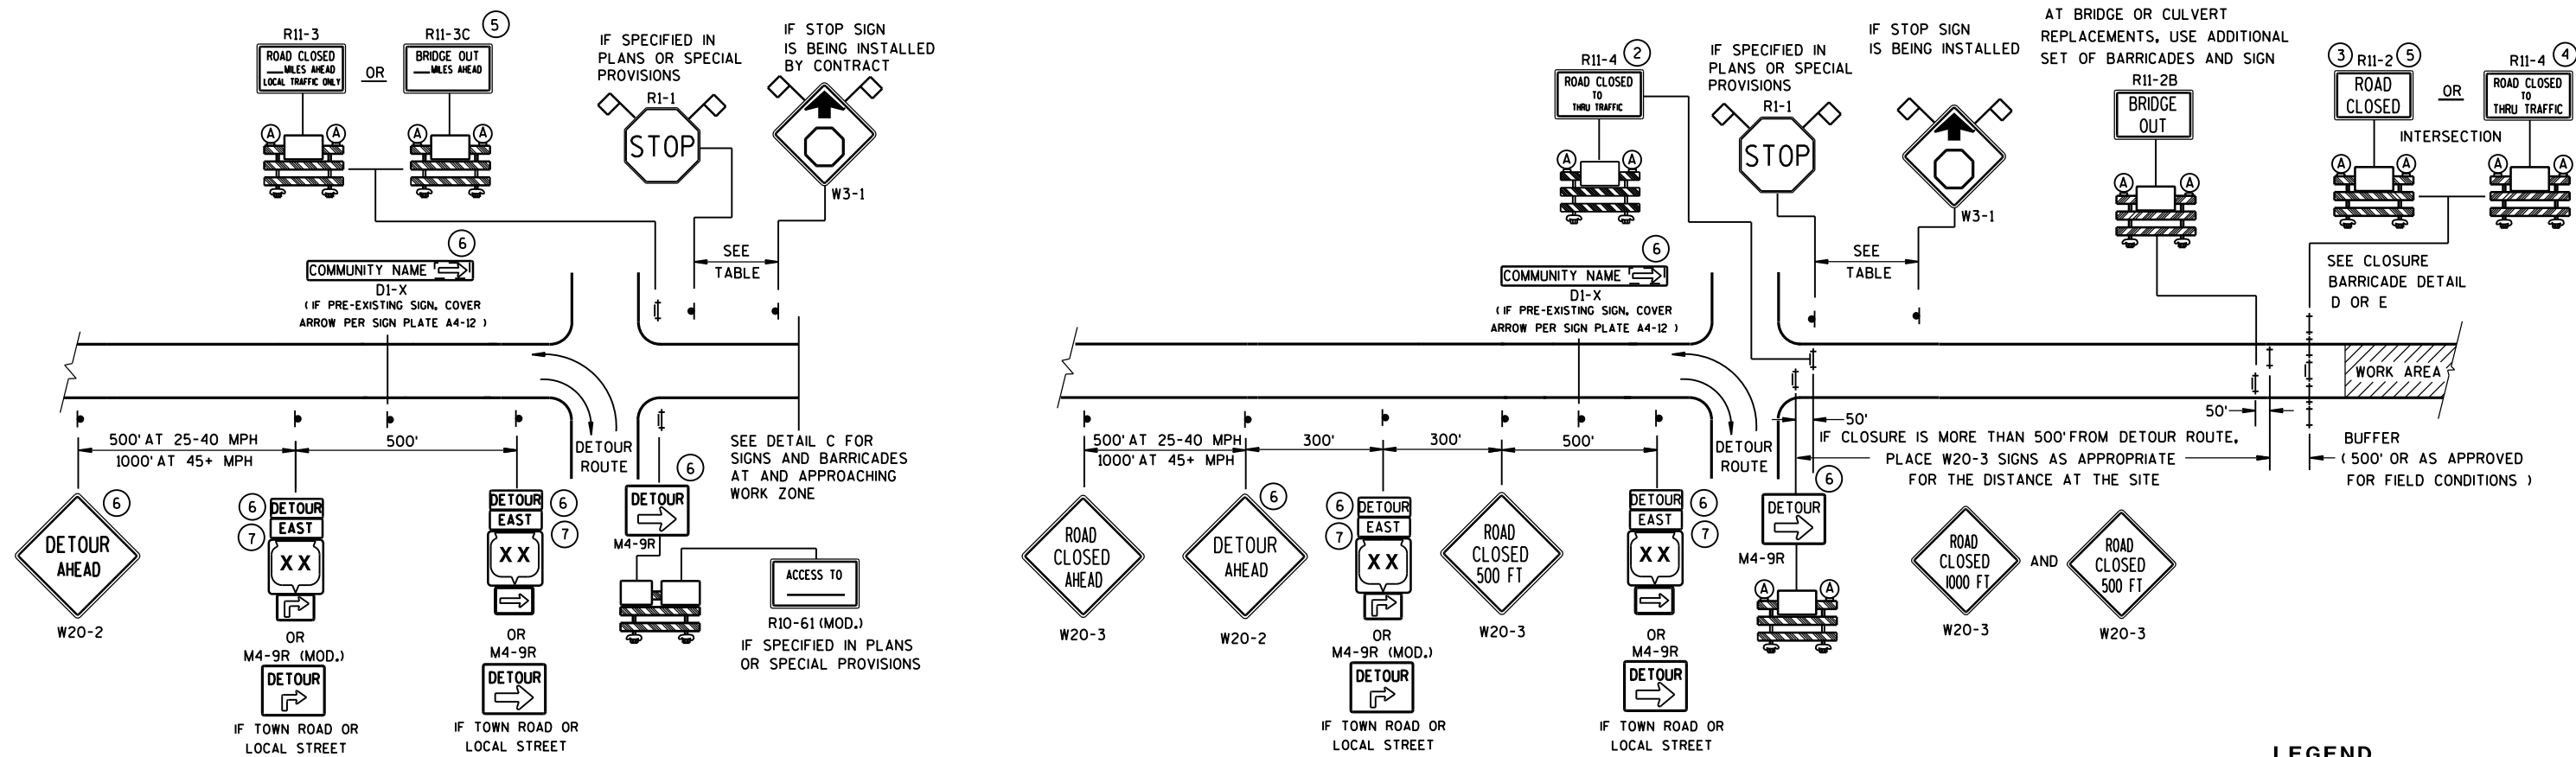 R11-3
ROAD CLOSED
MILES AHEAD
LOCAL TRAFFIC ONLY
OR
R11-3C
5
BRIDGE OUT
MILES AHEAD
A
A
A
A
IF SPECIFIED IN
PLANS OR SPECIAL
PROVISIONS
R1-1
STOP
IF STOP SIGN
IS BEING INSTALLED
BY CONTRACT
W3-1
SEE
TABLE
6
COMMUNITY NAME
D1-X
(IF PRE-EXISTING SIGN, COVER
ARROW PER SIGN PLATE A4-12)
500' AT 25-40 MPH
1000' AT 45+ MPH
500'
DETOUR
ROUTE
SEE DETAIL C FOR
SIGNS AND BARRICADES
AT AND APPROACHING
WORK ZONE
6
DETOUR
AHEAD
W20-2
6
7
DETOUR
EAST
XX
OR
M4-9R (MOD.)
DETOUR
IF TOWN ROAD OR
LOCAL STREET
DETOUR
EAST
XX
6
7
OR
M4-9R
DETOUR
IF TOWN ROAD OR
LOCAL STREET
6
DETOUR
M4-9R
ACCESS TO
R10-61 (MOD.)
IF SPECIFIED IN PLANS
OR SPECIAL PROVISIONS
R11-4
2
ROAD CLOSED
TO
THRU TRAFFIC
A
A
IF SPECIFIED IN
PLANS OR SPECIAL
PROVISIONS
R1-1
STOP
IF STOP SIGN
IS BEING INSTALLED
W3-1
SEE
TABLE
AT BRIDGE OR CULVERT
REPLACEMENTS, USE ADDITIONAL
SET OF BARRICADES AND SIGN
R11-2B
BRIDGE
OUT
A
A
3
R11-2
5
ROAD
CLOSED
OR
R11-4
4
ROAD CLOSED
TO
THRU TRAFFIC
INTERSECTION
A
A
A
A
SEE CLOSURE
BARRICADE DETAIL
D OR E
6
COMMUNITY NAME
D1-X
(IF PRE-EXISTING SIGN, COVER
ARROW PER SIGN PLATE A4-12)
WORK AREA
500' AT 25-40 MPH
1000' AT 45+ MPH
300'
300'
500'
DETOUR
ROUTE
50'
50'
IF CLOSURE IS MORE THAN 500' FROM DETOUR ROUTE,
PLACE W20-3 SIGNS AS APPROPRIATE
FOR THE DISTANCE AT THE SITE
BUFFER
(500' OR AS APPROVED
FOR FIELD CONDITIONS)
ROAD
CLOSED
AHEAD
W20-3
6
DETOUR
AHEAD
W20-2
6
7
DETOUR
EAST
XX
OR
M4-9R (MOD.)
DETOUR
IF TOWN ROAD OR
LOCAL STREET
ROAD
CLOSED
500 FT
W20-3
DETOUR
EAST
XX
6
7
OR
M4-9R
DETOUR
IF TOWN ROAD OR
LOCAL STREET
6
DETOUR
M4-9R
A
A
ROAD
CLOSED
1000 FT
W20-3
AND
ROAD
CLOSED
500 FT
W20-3
LEGEND